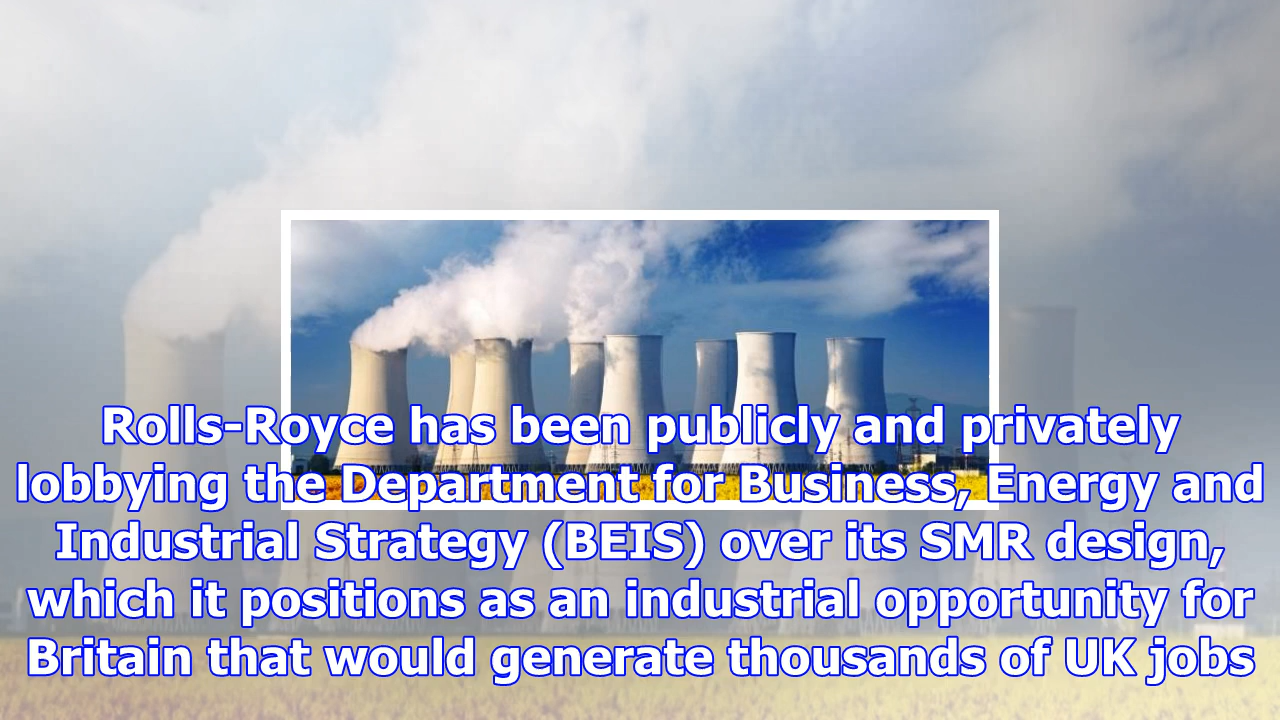 Rolls-Royce has been publicly and privately
lobbying the Department for Business, Energy and
Industrial Strategy (BEIS) over its SMR design,
which it positions as an industrial opportunity for
Britain that would generate thousands of UK jobs